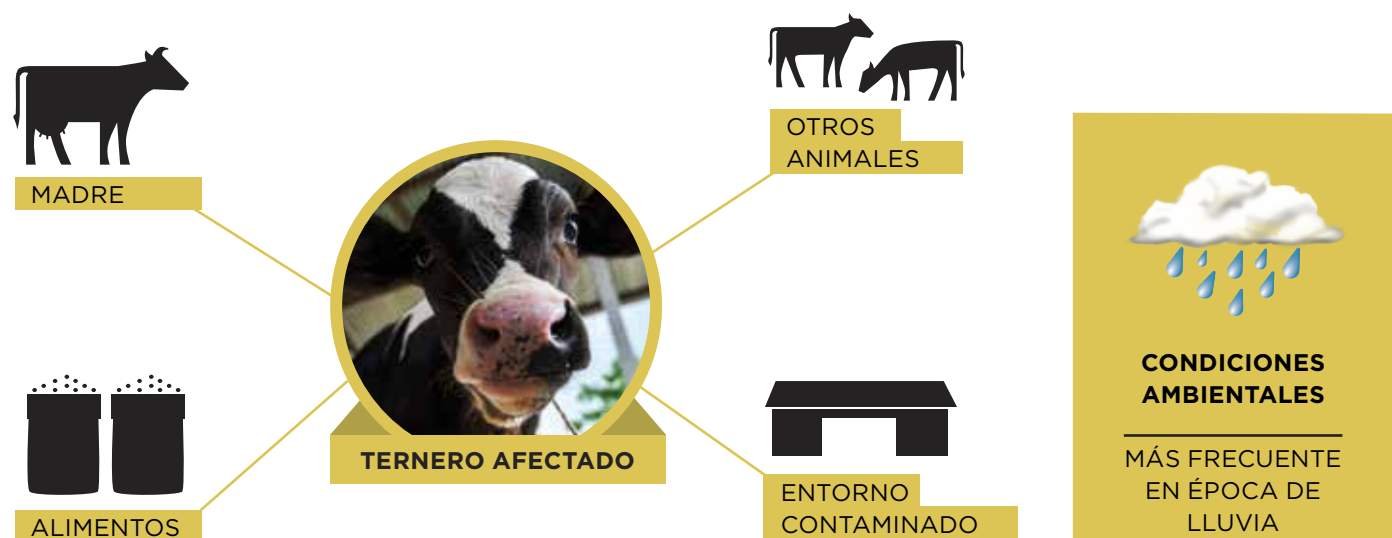 MADRE
OTROS
ANIMALES
TERNERO AFECTADO
ALIMENTOS
ENTORNO
CONTAMINADO
CONDICIONES
AMBIENTALES
MÁS FRECUENTE
EN ÉPOCA DE
LLUVIA